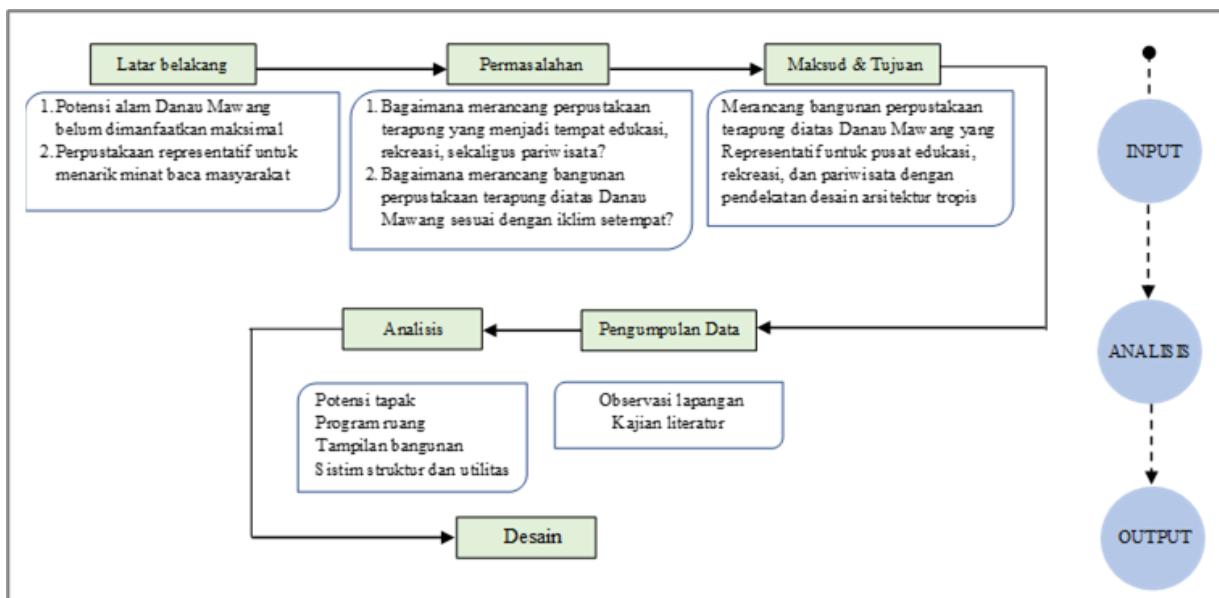 Latar belakang
Permasalahan
Maksud & Tujuan
1. Potensi alam Danau Mawang
belum dimanfaatkan maksimal
2. Perpustakaan representatif untuk
menarik minat baca masyarakat
1. Bagaimana merancang perpustakaan
terapung yang menjadi tempat edukasi,
rekreasi, sekaligus pariwisata?
2. Bagaimana merancang bangunan
perpustakaan terapung diatas Danau
Mawang sesuai dengan iklim setempat?
Merancang bangunan perpustakaan
terapung diatas Danau Mawang yang
Representatif untuk pusat edukasi,
rekreasi, dan pariwisata dengan
pendekatan desain arsitektur tropis
INPUT
Analisis
Pengumpulan Data
ANALISIS
Potensi tapak
Program ruang
Tampilan bangunan
Sistim struktur dan utilitas
Observasi lapangan
Kajian literatur
Desain
OUTPUT